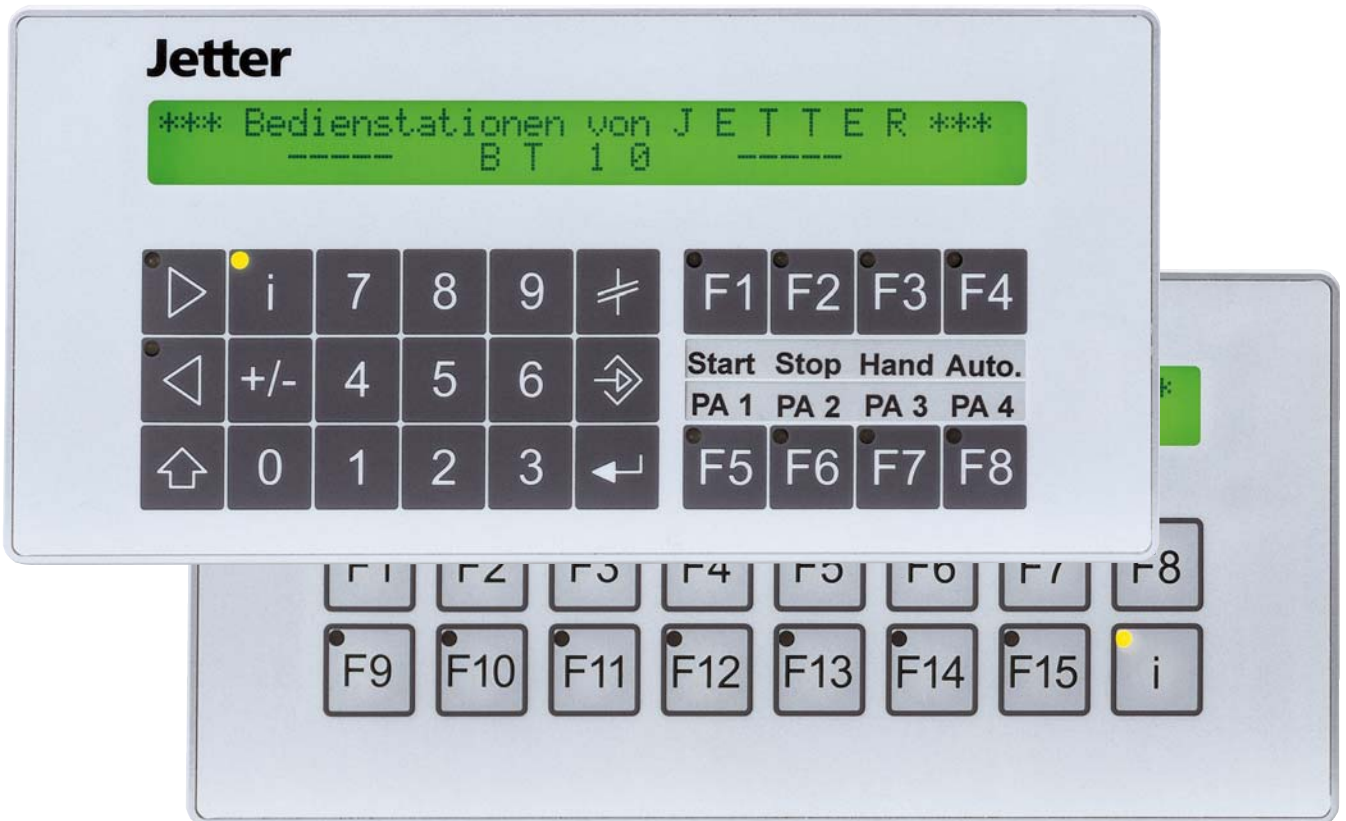 Jetter
*** Bedienstationen von J E T T E R ***
----- B T 1 0 -----
i 7 8 9 F1 F2 F3 F4
+/- 4 5 6
Start Stop Hand Auto.
PA 1 PA 2 PA 3 PA 4
0 1 2 3 F5 F6 F7 F8
*
F1 F2 F3 F4 F5 F6 F7 F8
F9 F10 F11 F12 F13 F14 F15 i